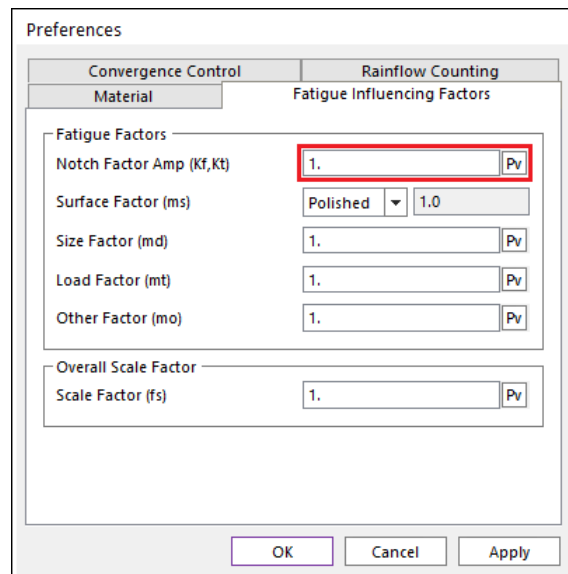 Preferences
Convergence Control Rainflow Counting
Material Fatigue Influencing Factors
Fatigue Factors
Notch Factor Amp (Kf,Kt) 1. Pv
Surface Factor (ms) Polished 1.0
Size Factor (md) 1. Pv
Load Factor (mt) 1. Pv
Other Factor (mo) 1. Pv
Overall Scale Factor
Scale Factor (fs) 1. Pv
OK Cancel Apply